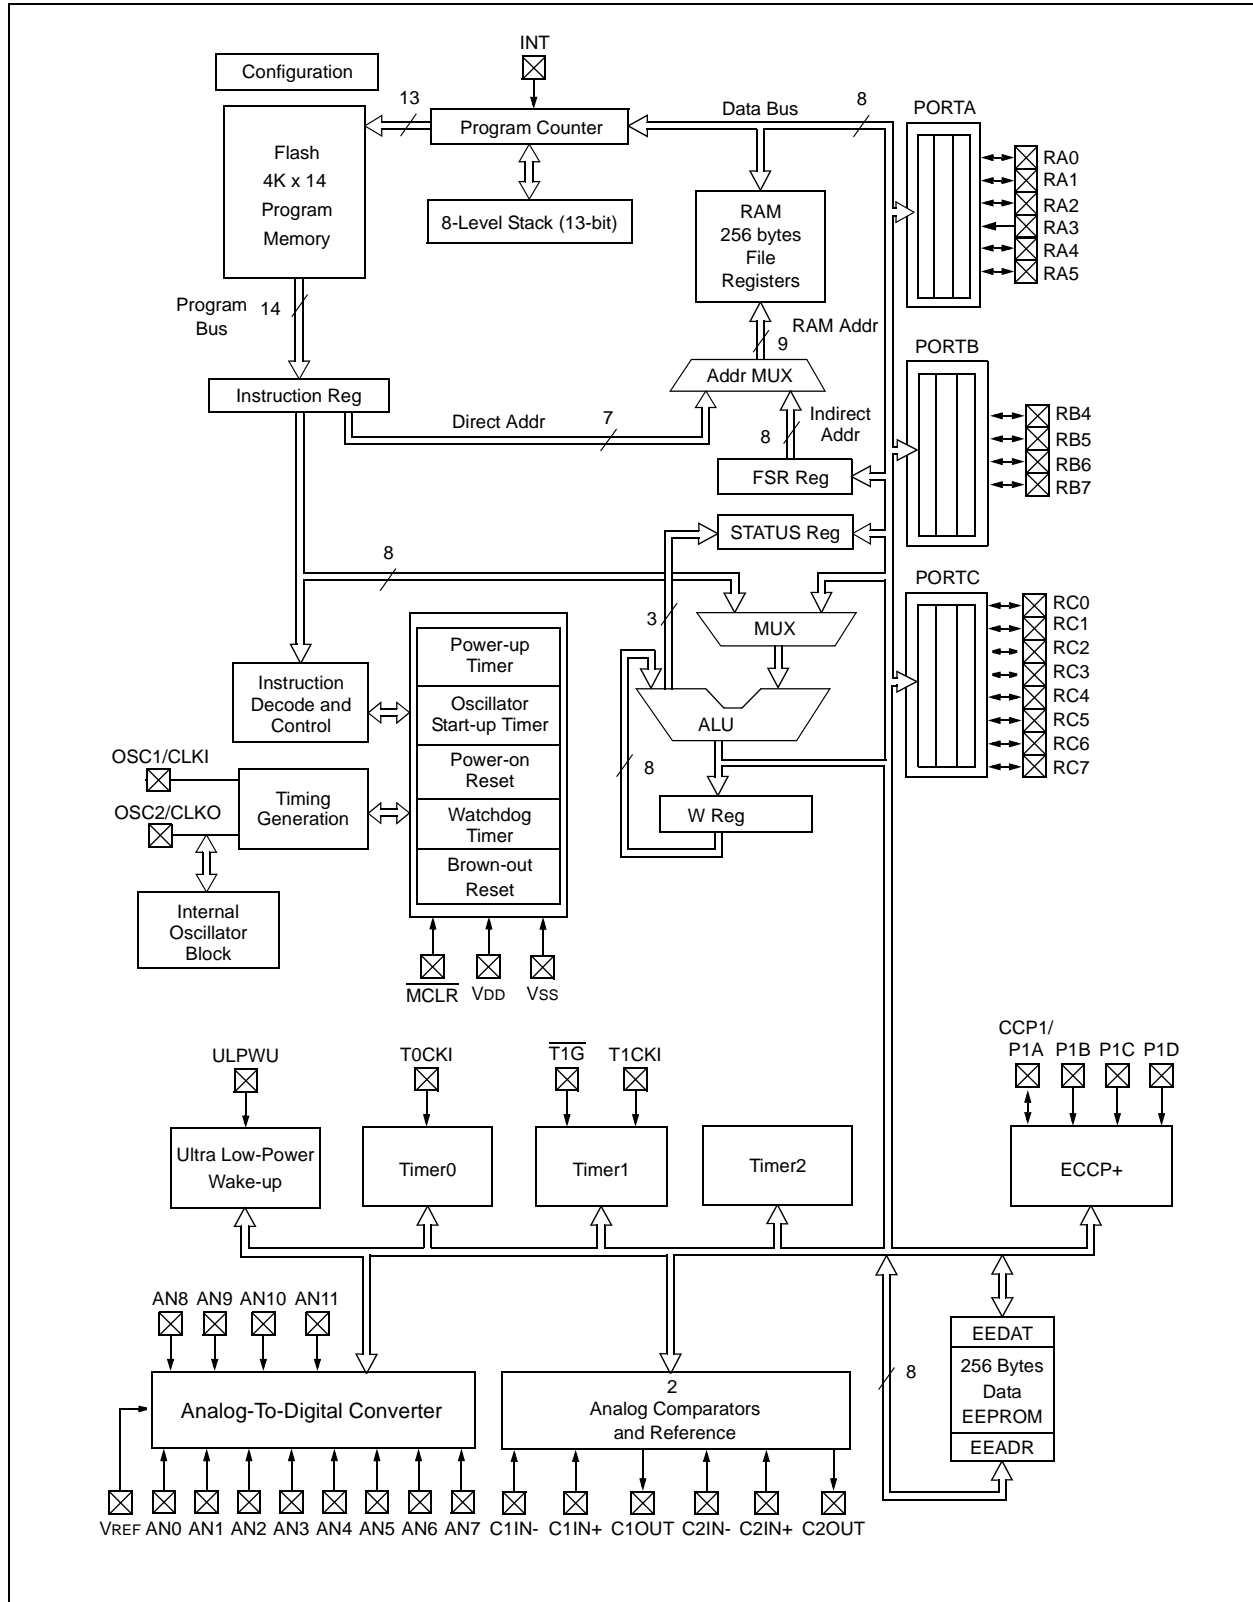 INT
Configuration
13
Program Counter
Data Bus
8
PORTA
Flash
4K x 14
Program
Memory
8-Level Stack (13-bit)
RAM
256 bytes
File
Registers
RA0
RA1
RA2
RA3
RA4
RA5
Program
Bus
14
RAM Addr
9
PORTB
Addr MUX
Instruction Reg
Direct Addr
7
Indirect
Addr
8
FSR Reg
RB4
RB5
RB6
RB7
STATUS Reg
8
PORTC
3
MUX
RC0
RC1
RC2
RC3
RC4
RC5
RC6
RC7
Instruction
Decode and
Control
Power-up
Timer
Oscillator
Start-up Timer
Power-on
Reset
Watchdog
Timer
Brown-out
Reset
ALU
8
W Reg
OSC1/CLKI
OSC2/CLKO
Timing
Generation
Internal
Oscillator
Block
MCLR
VDD
VSS
ULPWU
T0CKI
T1G
T1CKI
CCP1/
P1A
P1B
P1C
P1D
Ultra Low-Power
Wake-up
Timer0
Timer1
Timer2
ECCP+
AN8
AN9
AN10
AN11
EEDAT
256 Bytes
Data
EEPROM
EEADR
8
Analog-To-Digital Converter
2
Analog Comparators
and Reference
VREF
AN0
AN1
AN2
AN3
AN4
AN5
AN6
AN7
C1IN-
C1IN+
C1OUT
C2IN-
C2IN+
C2OUT